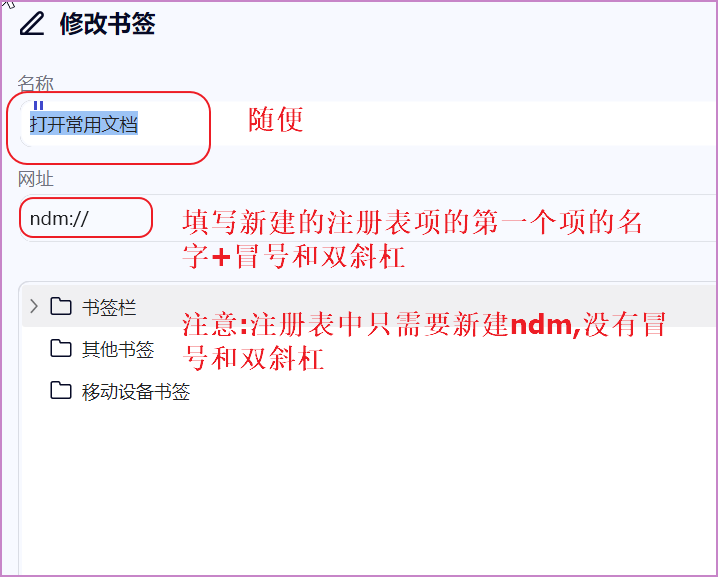 修改书签
名称
打开常用文档
随便
网址
ndm://
填写新建的注册表项的第一个项的名
字+冒号和双斜杠
书签栏
注意:注册表中只需要新建ndm,没有冒
号和双斜杠
其他书签
移动设备书签